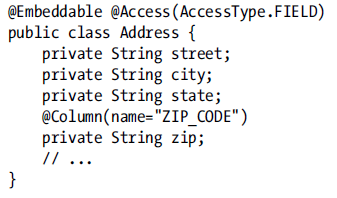 @Embeddable @Access(AccessType.FIELD)
public class Address {
    private String street;
    private String city;
    private String state;
    @Column(name="ZIP_CODE")
    private String zip;
    // ...
}